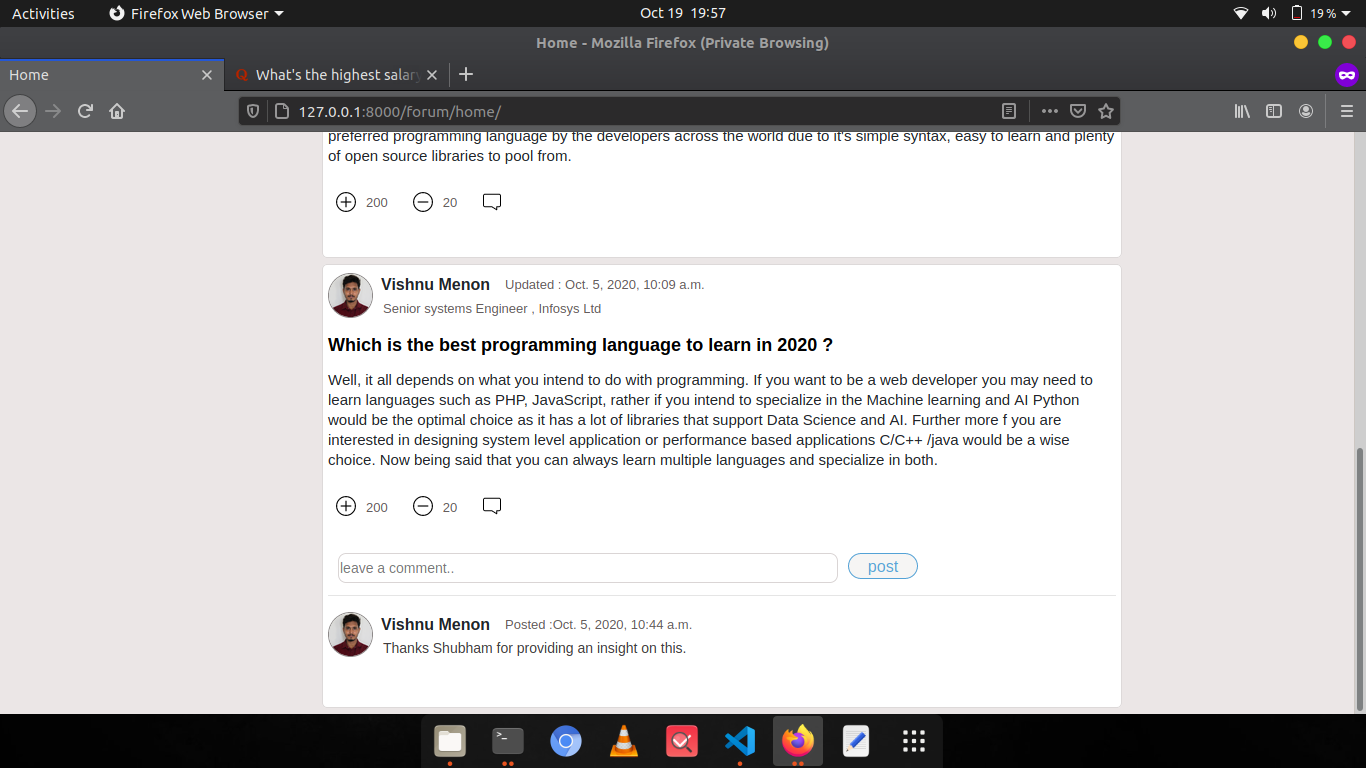 Activities Firefox Web Browser Oct 19 19:57 19 %
Home - Mozilla Firefox (Private Browsing)
Home What's the highest salary
127.0.0.1:8000/forum/home/
preferred programming language by the developers across the world due to it's simple syntax, easy to learn and plenty
of open source libraries to pool from.
200 20
Vishnu Menon Updated : Oct. 5, 2020, 10:09 a.m.
Senior systems Engineer , Infosys Ltd
Which is the best programming language to learn in 2020 ?
Well, it all depends on what you intend to do with programming. If you want to be a web developer you may need to
learn languages such as PHP, JavaScript, rather if you intend to specialize in the Machine learning and AI Python
would be the optimal choice as it has a lot of libraries that support Data Science and AI. Further more f you are
interested in designing system level application or performance based applications C/C++ /java would be a wise
choice. Now being said that you can always learn multiple languages and specialize in both.
200 20
leave a comment.. post
Vishnu Menon Posted :Oct. 5, 2020, 10:44 a.m.
Thanks Shubham for providing an insight on this.